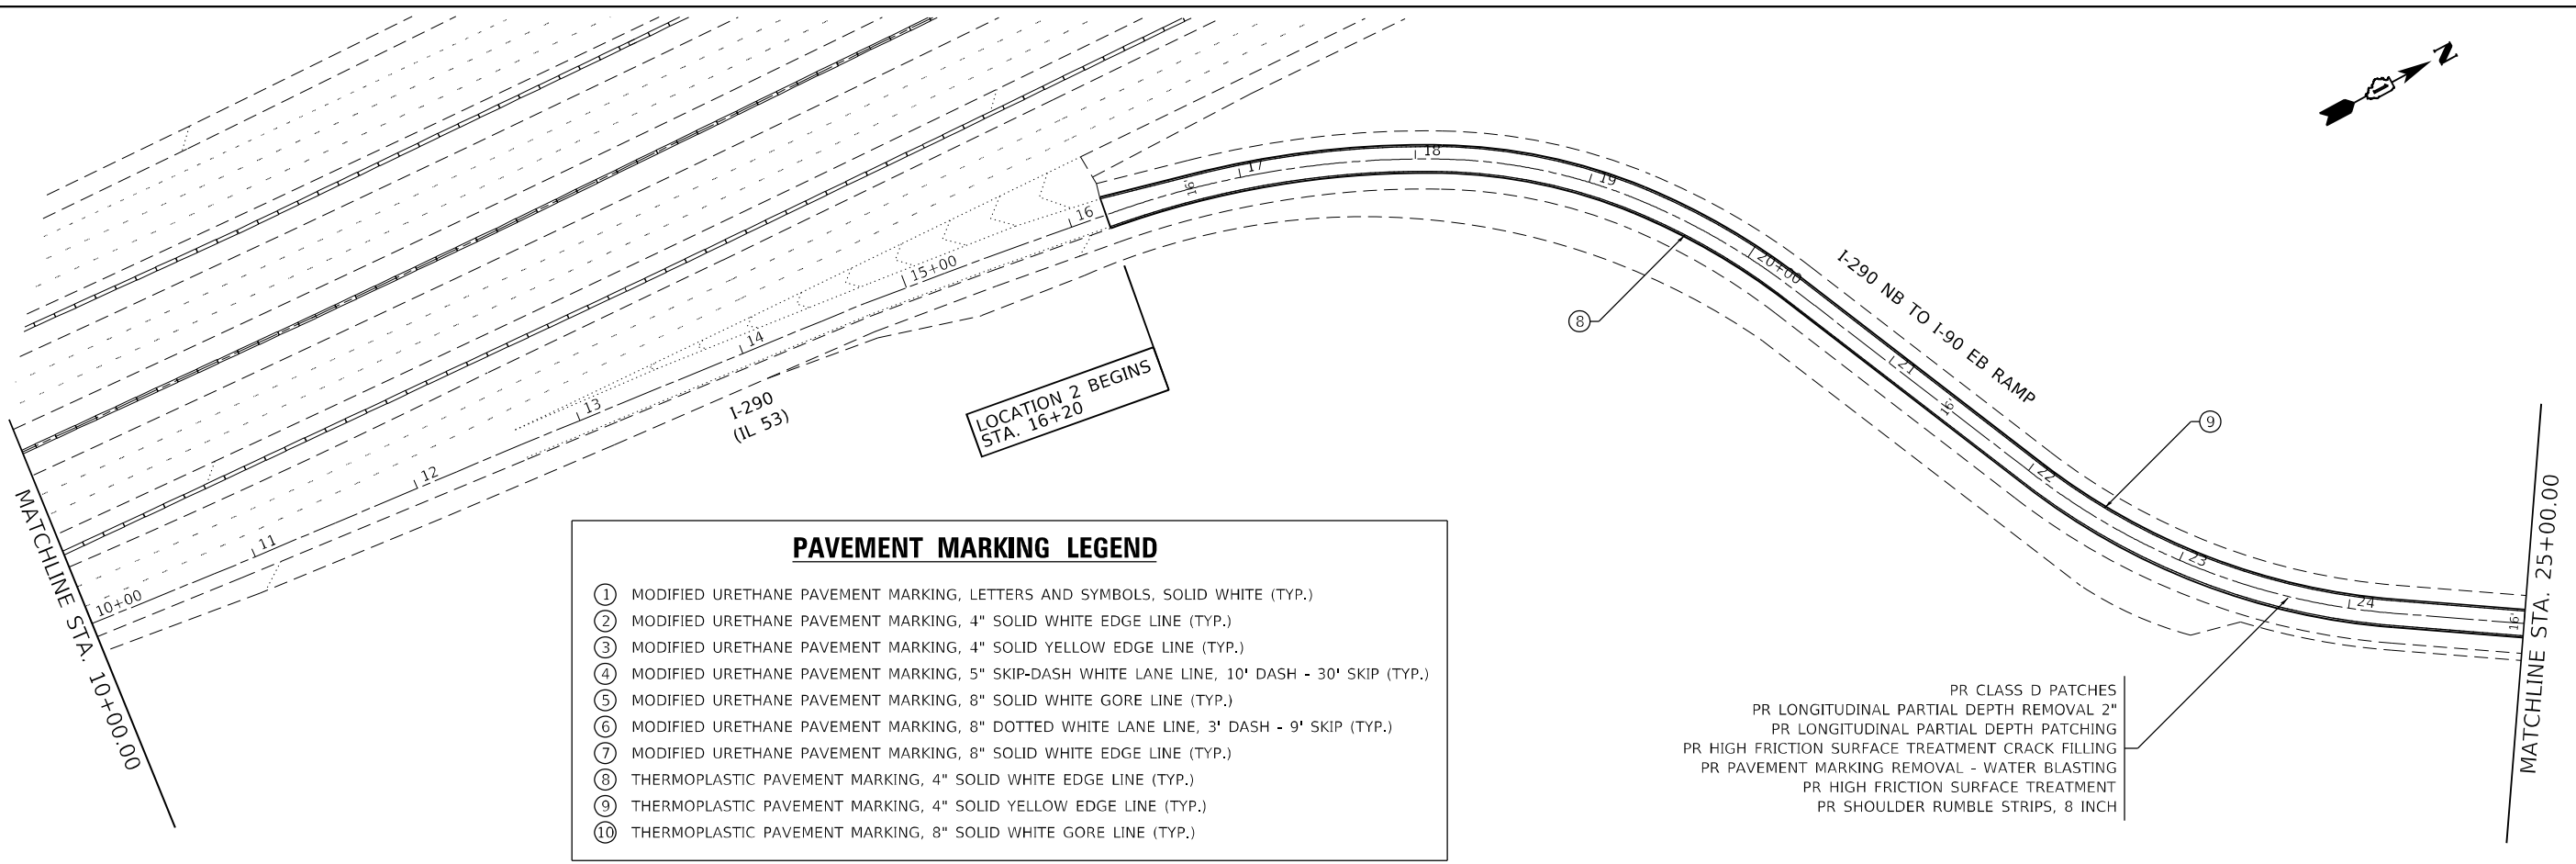 N
10+00
11
12
13
14
15+00
16
16'
17
18
19
20+00
21
16'
22
23
24
16'
I-290
(IL 53)
LOCATION 2 BEGINS
STA. 16+20
I-290 NB TO I-90 EB RAMP
8
9
MATCHLINE STA. 10+00.00
MATCHLINE STA. 25+00.00
PAVEMENT MARKING LEGEND
1 MODIFIED URETHANE PAVEMENT MARKING, LETTERS AND SYMBOLS, SOLID WHITE (TYP.)
2 MODIFIED URETHANE PAVEMENT MARKING, 4" SOLID WHITE EDGE LINE (TYP.)
3 MODIFIED URETHANE PAVEMENT MARKING, 4" SOLID YELLOW EDGE LINE (TYP.)
4 MODIFIED URETHANE PAVEMENT MARKING, 5" SKIP-DASH WHITE LANE LINE, 10' DASH - 30' SKIP (TYP.)
5 MODIFIED URETHANE PAVEMENT MARKING, 8" SOLID WHITE GORE LINE (TYP.)
6 MODIFIED URETHANE PAVEMENT MARKING, 8" DOTTED WHITE LANE LINE, 3' DASH - 9' SKIP (TYP.)
7 MODIFIED URETHANE PAVEMENT MARKING, 8" SOLID WHITE EDGE LINE (TYP.)
8 THERMOPLASTIC PAVEMENT MARKING, 4" SOLID WHITE EDGE LINE (TYP.)
9 THERMOPLASTIC PAVEMENT MARKING, 4" SOLID YELLOW EDGE LINE (TYP.)
10 THERMOPLASTIC PAVEMENT MARKING, 8" SOLID WHITE GORE LINE (TYP.)
PR CLASS D PATCHES
PR LONGITUDINAL PARTIAL DEPTH REMOVAL 2"
PR LONGITUDINAL PARTIAL DEPTH PATCHING
PR HIGH FRICTION SURFACE TREATMENT CRACK FILLING
PR PAVEMENT MARKING REMOVAL - WATER BLASTING
PR HIGH FRICTION SURFACE TREATMENT
PR SHOULDER RUMBLE STRIPS, 8 INCH